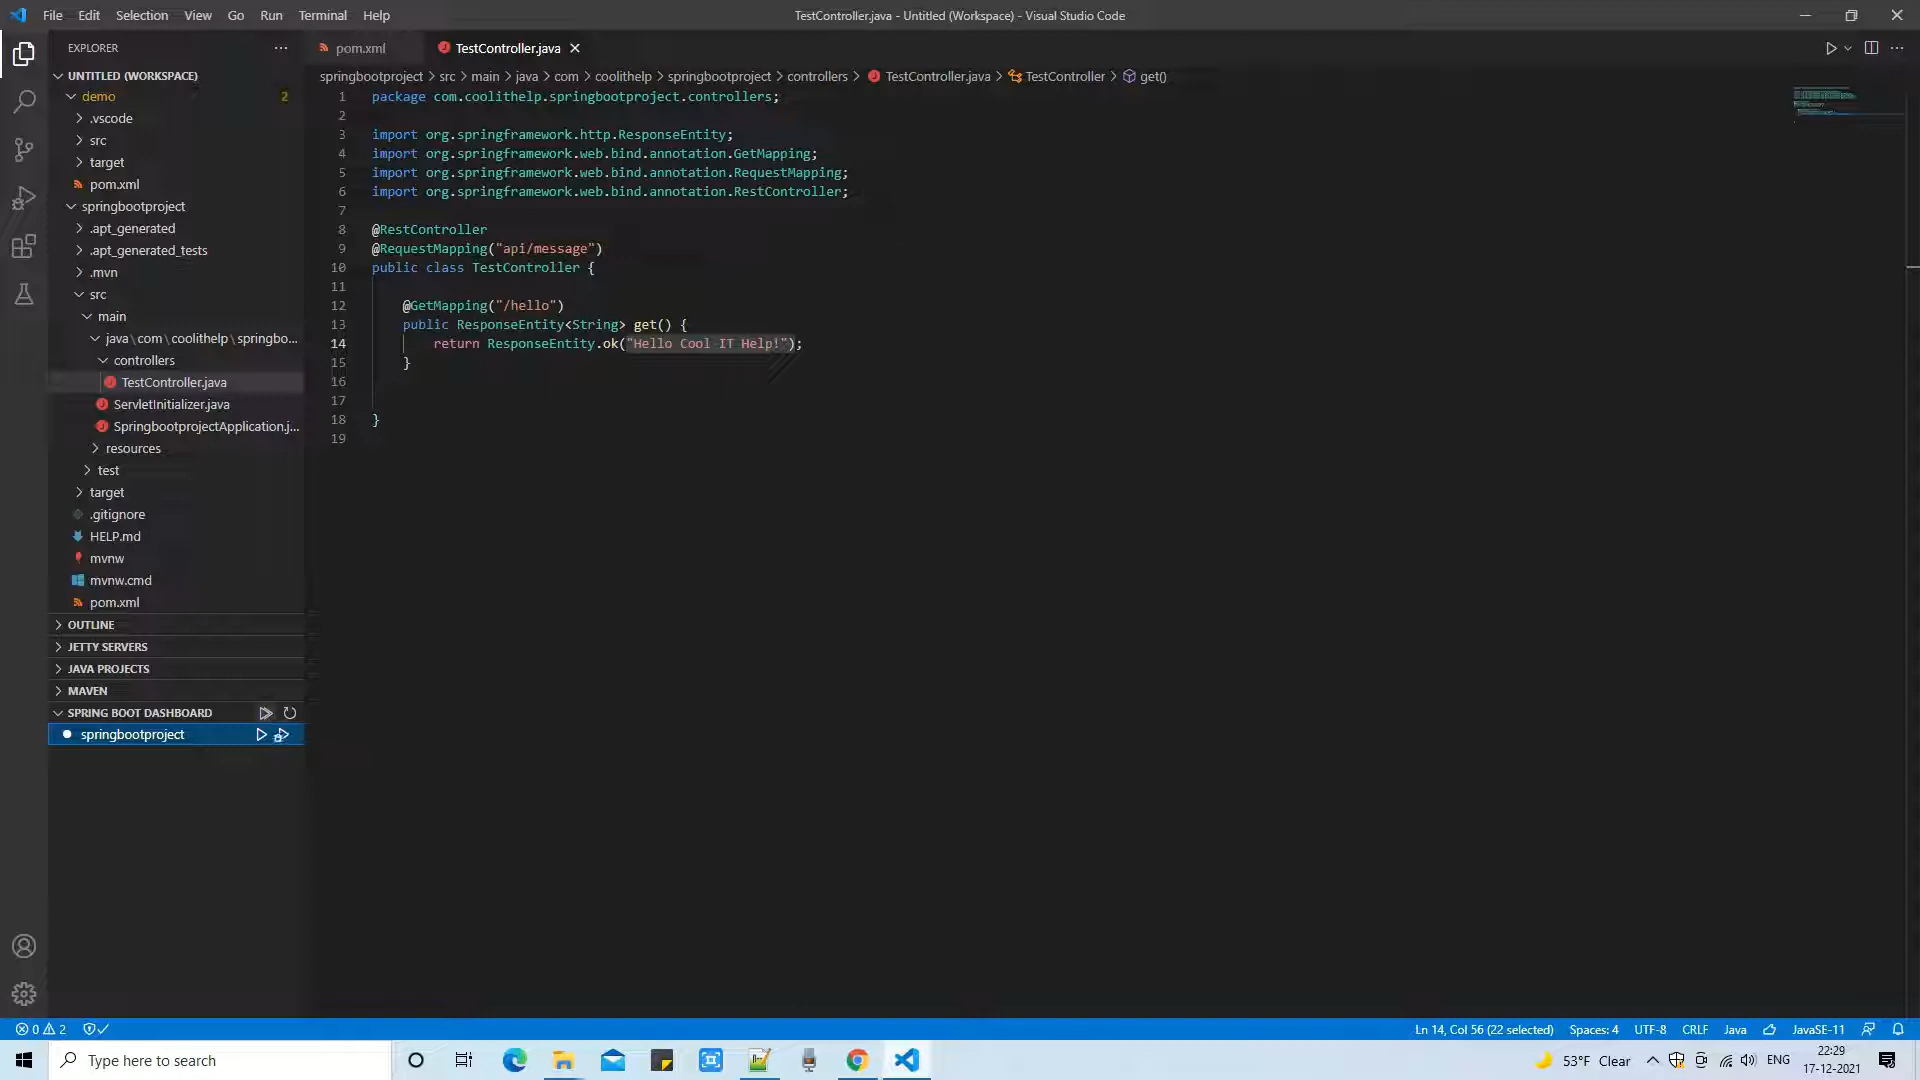 File Edit Selection View Go Run Terminal Help
TestController.java - Untitled (Workspace) - Visual Studio Code
EXPLORER
UNTITLED (WORKSPACE)
demo 2
.vscode
src
target
pom.xml
springbootproject
.apt_generated
.apt_generated_tests
.mvn
src
main
java\com\coolithelp\springbo...
controllers
TestController.java
ServletInitializer.java
SpringbootprojectApplication.j...
resources
test
target
.gitignore
HELP.md
mvnw
mvnw.cmd
pom.xml
OUTLINE
JETTY SERVERS
JAVA PROJECTS
MAVEN
SPRING BOOT DASHBOARD
springbootproject
pom.xml
TestController.java
springbootproject > src > main > java > com > coolithelp > springbootproject > controllers > TestController.java > TestController > get()
1 package com.coolithelp.springbootproject.controllers;
2
3 import org.springframework.http.ResponseEntity;
4 import org.springframework.web.bind.annotation.GetMapping;
5 import org.springframework.web.bind.annotation.RequestMapping;
6 import org.springframework.web.bind.annotation.RestController;
7
8 @RestController
9 @RequestMapping("api/message")
10 public class TestController {
11
12 @GetMapping("/hello")
13 public ResponseEntity<String> get() {
14 return ResponseEntity.ok("Hello Cool IT Help!");
15 }
16
17
18 }
19
0 2
Ln 14, Col 56 (22 selected) Spaces: 4 UTF-8 CRLF Java JavaSE-11
Type here to search
53°F Clear
ENG
22:29
17-12-2021